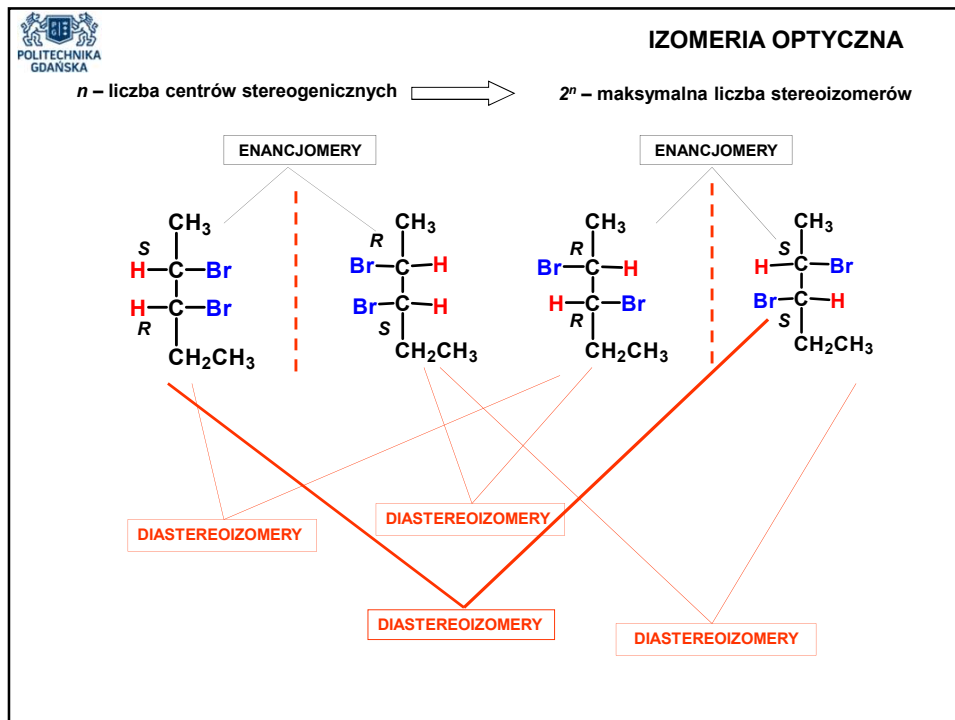 POLITECHNIKA
GDAŃSKA
IZOMERIA OPTYCZNA
n – liczba centrów stereogenicznych
2ⁿ – maksymalna liczba stereoizomerów
ENANCJOMERY
ENANCJOMERY
CH₃
S
H C Br
H C Br
R
CH₂CH₃
CH₃
R
Br C H
Br C H
S
CH₂CH₃
CH₃
R
Br C H
H C Br
R
CH₂CH₃
CH₃
S
H C Br
Br C H
S
CH₂CH₃
DIASTEREOIZOMERY
DIASTEREOIZOMERY
DIASTEREOIZOMERY
DIASTEREOIZOMERY